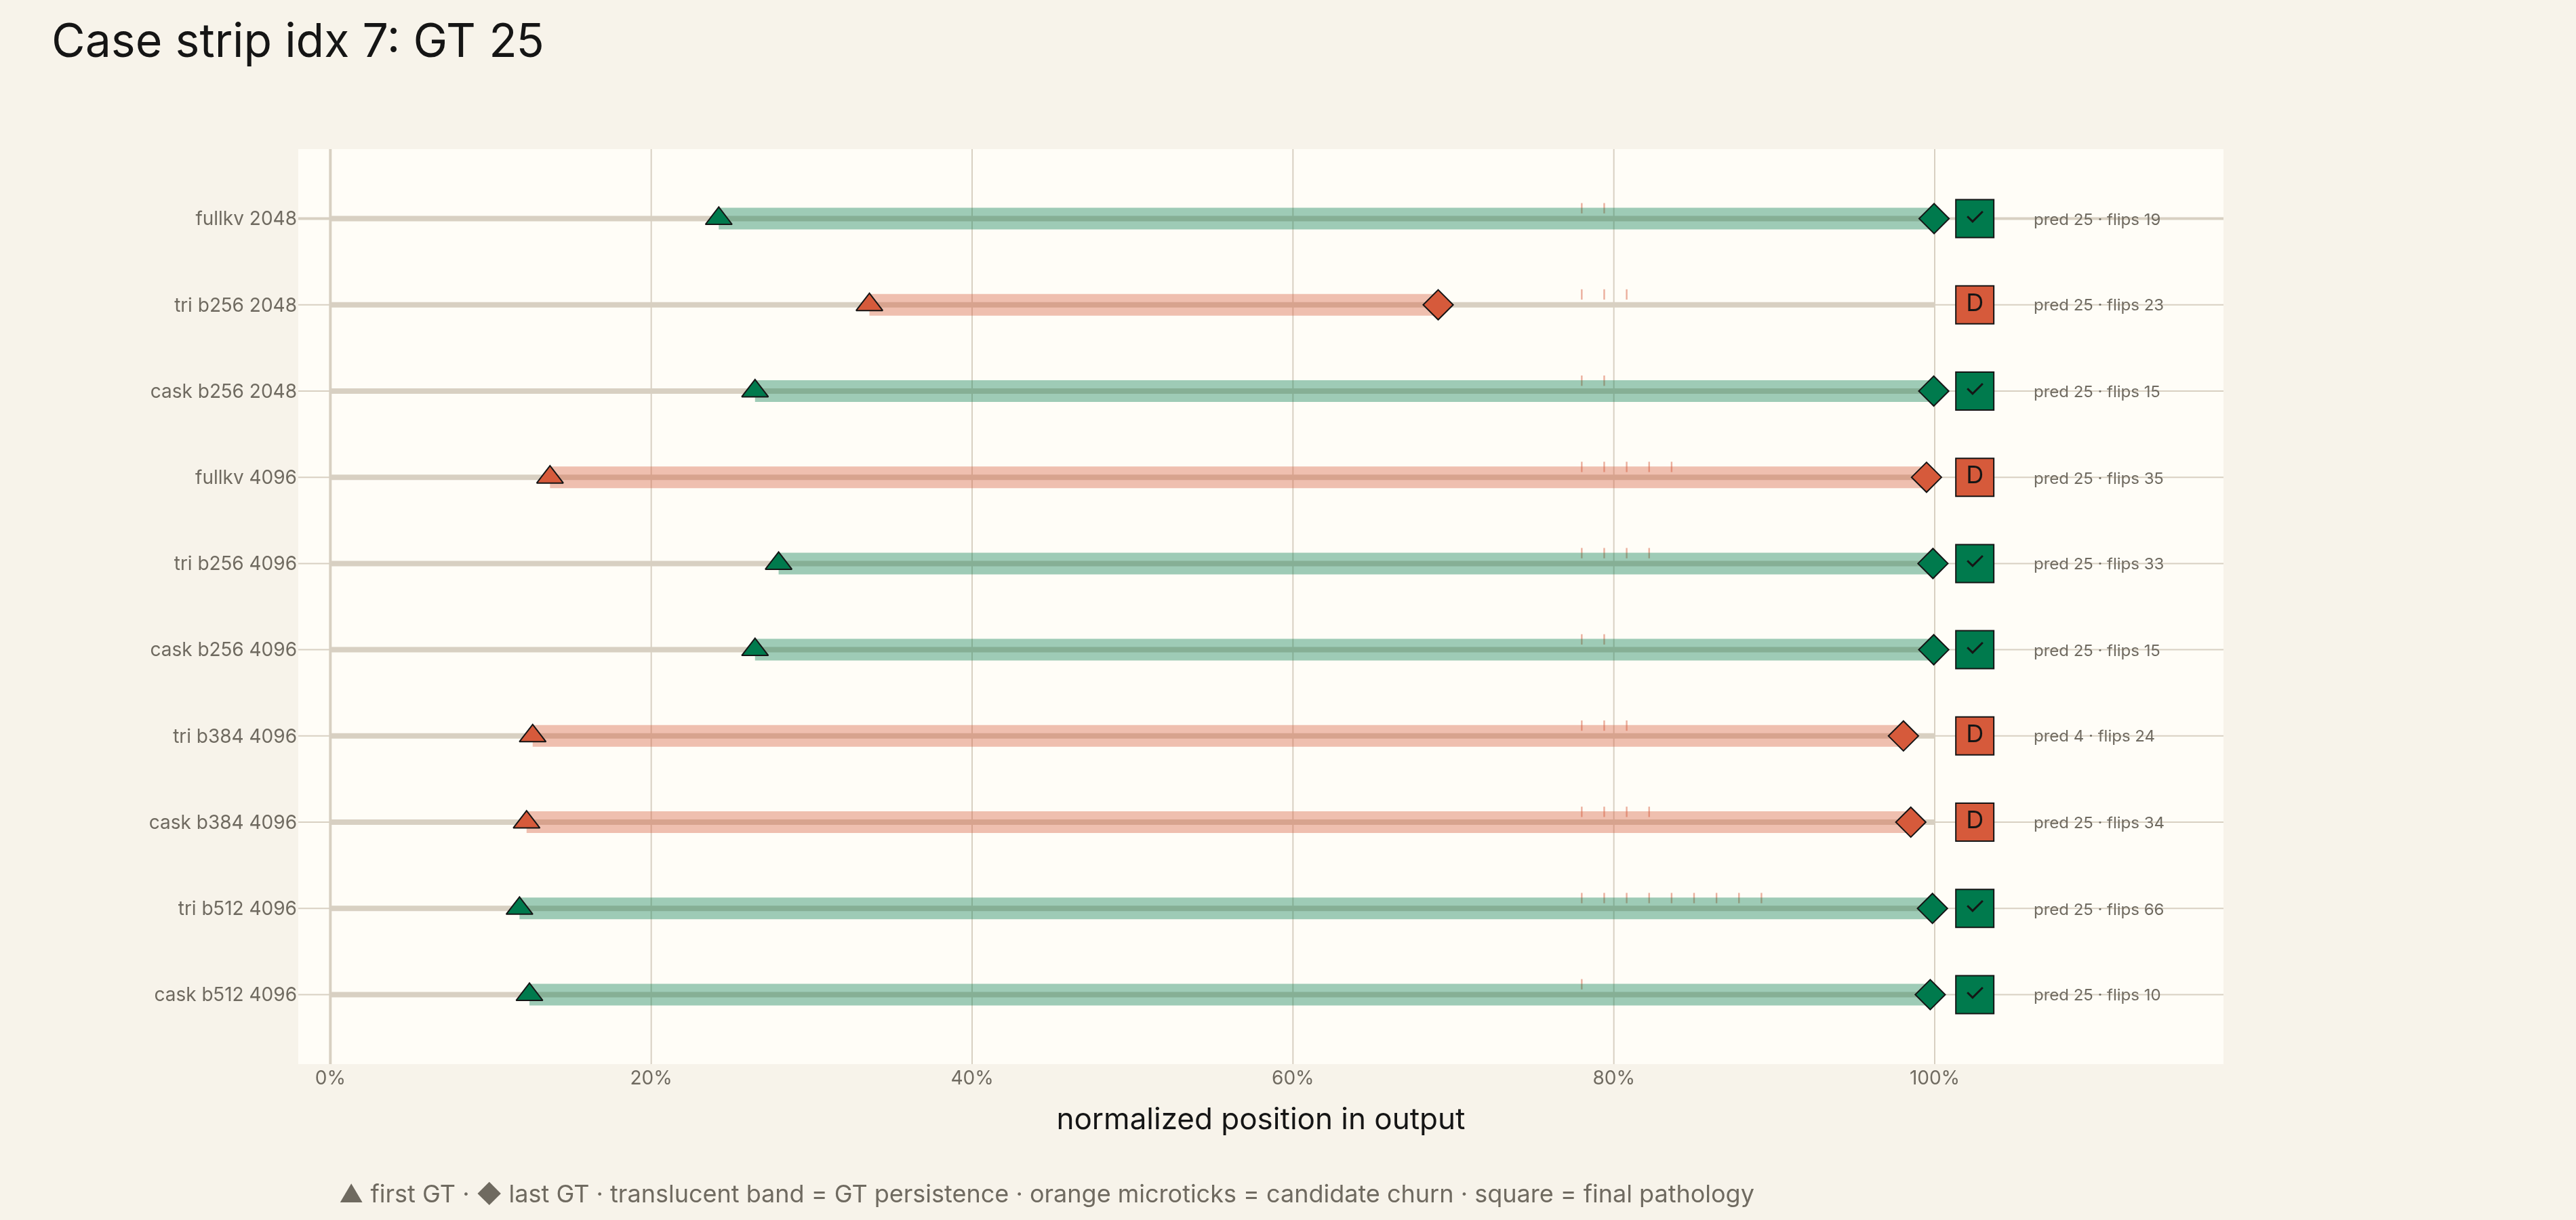 Case strip idx 7: GT 25
fullkv 2048 ✓ pred 25 · flips 19
tri b256 2048 D pred 25 · flips 23
cask b256 2048 ✓ pred 25 · flips 15
fullkv 4096 D pred 25 · flips 35
tri b256 4096 ✓ pred 25 · flips 33
cask b256 4096 ✓ pred 25 · flips 15
tri b384 4096 D pred 4 · flips 24
cask b384 4096 D pred 25 · flips 34
tri b512 4096 ✓ pred 25 · flips 66
cask b512 4096 ✓ pred 25 · flips 10
0% 20% 40% 60% 80% 100%
normalized position in output
▲ first GT · ◆ last GT · translucent band = GT persistence · orange microticks = candidate churn · square = final pathology